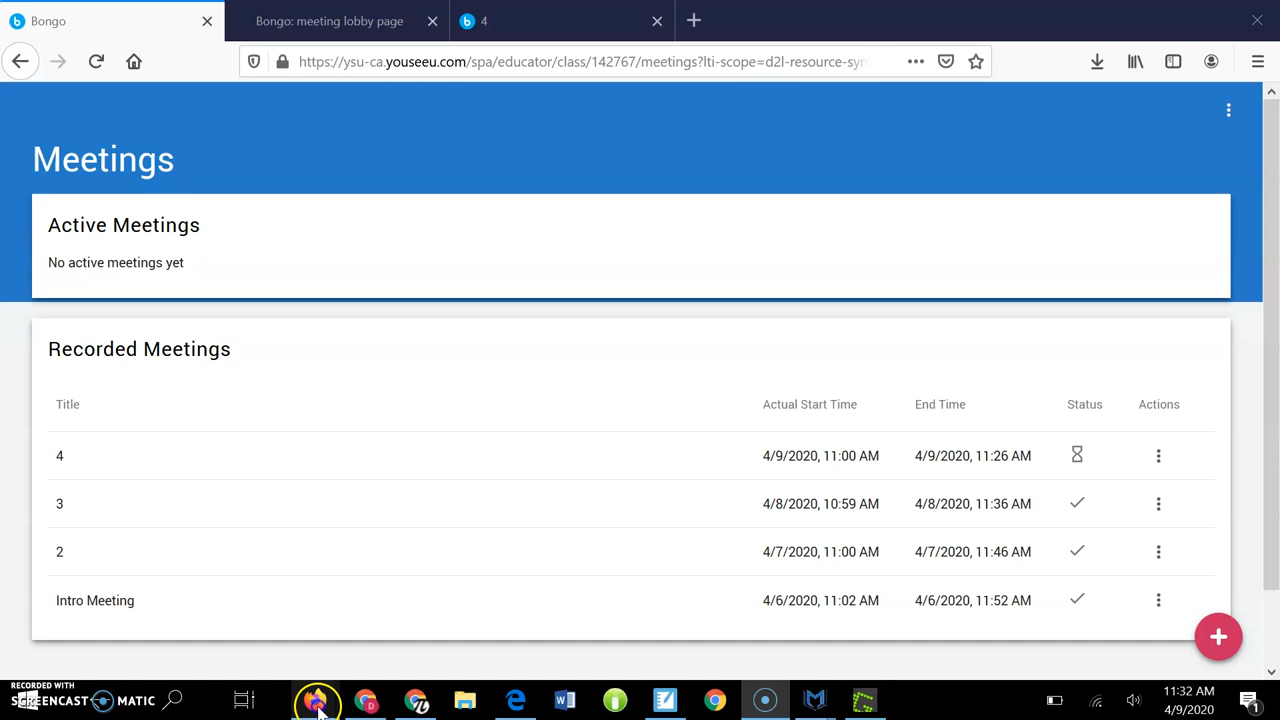 Bongo
Bongo: meeting lobby page
4
https://ysu-ca.youseeu.com/spa/educator/class/142767/meetings?lti-scope=d2l-resource-syn
Meetings
Active Meetings
No active meetings yet
Recorded Meetings
Title Actual Start Time End Time Status Actions
4 4/9/2020, 11:00 AM 4/9/2020, 11:26 AM
3 4/8/2020, 10:59 AM 4/8/2020, 11:36 AM
2 4/7/2020, 11:00 AM 4/7/2020, 11:46 AM
Intro Meeting 4/6/2020, 11:02 AM 4/6/2020, 11:52 AM
RECORDED WITH
SCREENCAST MATIC
11:32 AM
4/9/2020
1